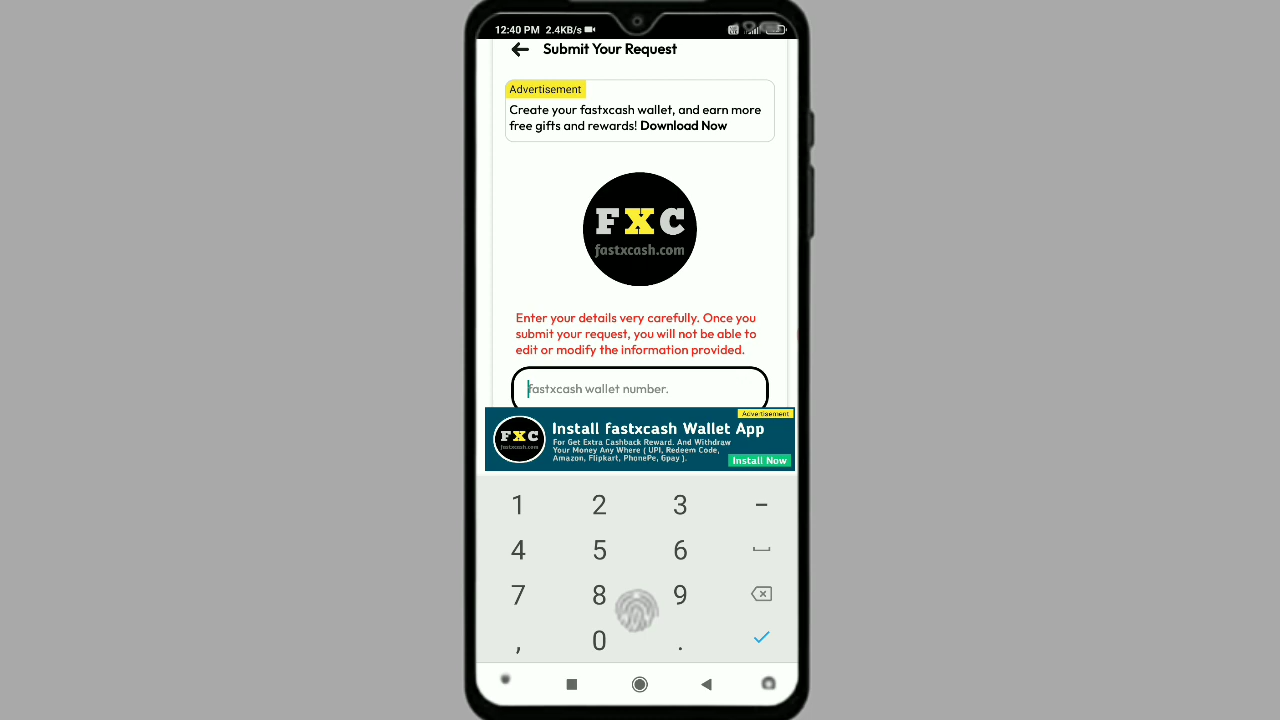 12:40 PM 2.4KB/s
Submit Your Request
Advertisement
Create your fastxcash wallet, and earn more
free gifts and rewards! Download Now
FXC
fastxcash.com
Enter your details very carefully. Once you
submit your request, you will not be able to
edit or modify the information provided.
fastxcash wallet number.
Advertisement
FXC
fastxcash.com
Install fastxcash Wallet App
For Get Extra Cashback Reward. And Withdraw
Your Money Any Where ( UPI, Redeem Code,
Amazon, Flipkart, PhonePe, Gpay ).
Install Now
1 2 3 -
4 5 6
7 8 9
, 0 .